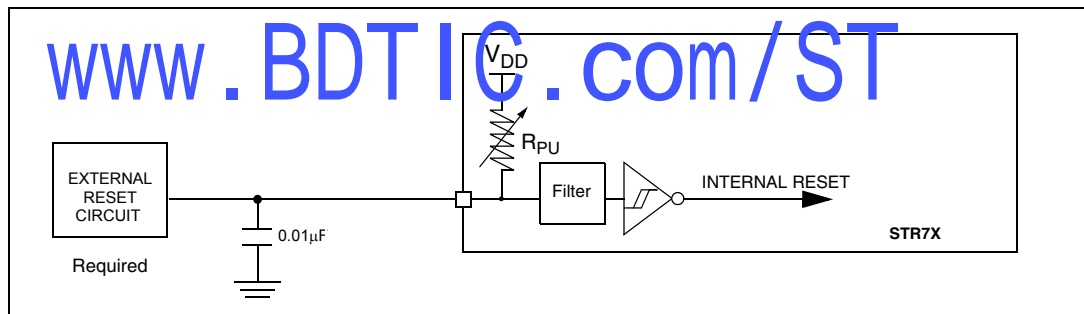 www.BDTIC.com/ST
VDD
RPU
EXTERNAL
RESET
CIRCUIT
Filter
INTERNAL RESET
0.01µF
STR7X
Required